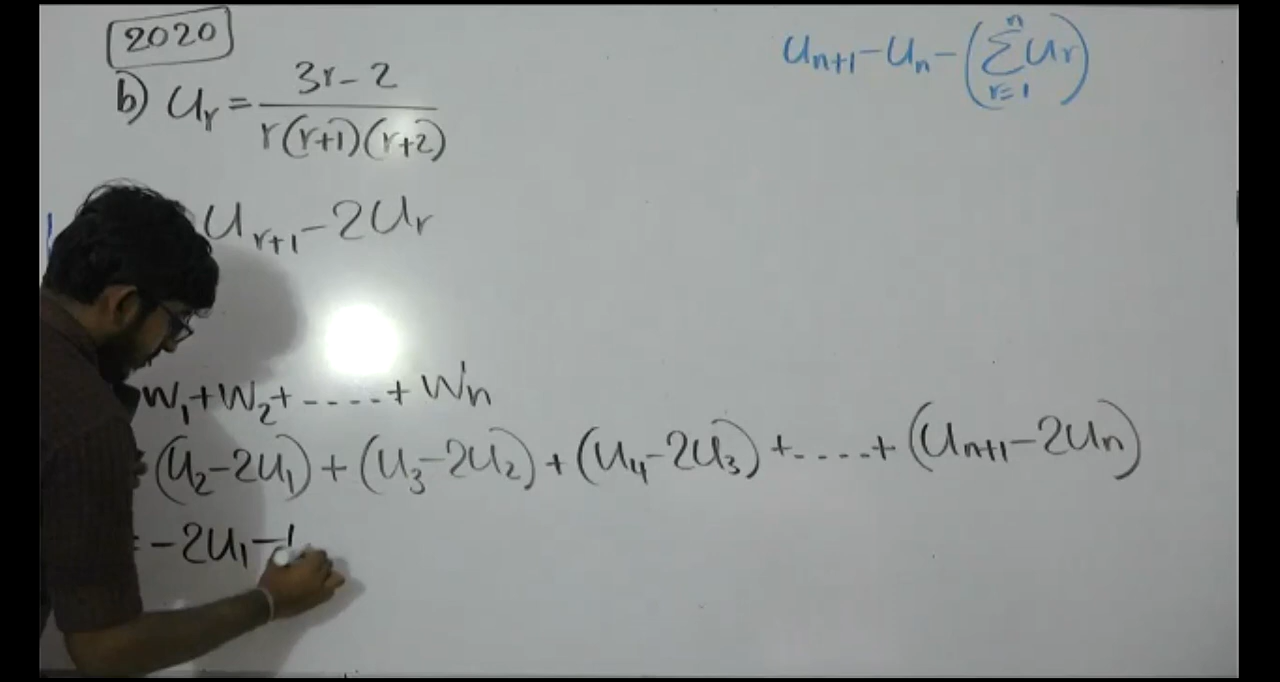 2020
b) Ur = 3r-2 / r(r+1)(r+2)
Un+1 - Un - (∑ r=1 n Ur)
Ur+1 - 2Ur
W1 + W2 + ---- + Wn
= (U2 - 2U1) + (U3 - 2U2) + (U4 - 2U3) + ---- + (Un+1 - 2Un)
= -2U1 -